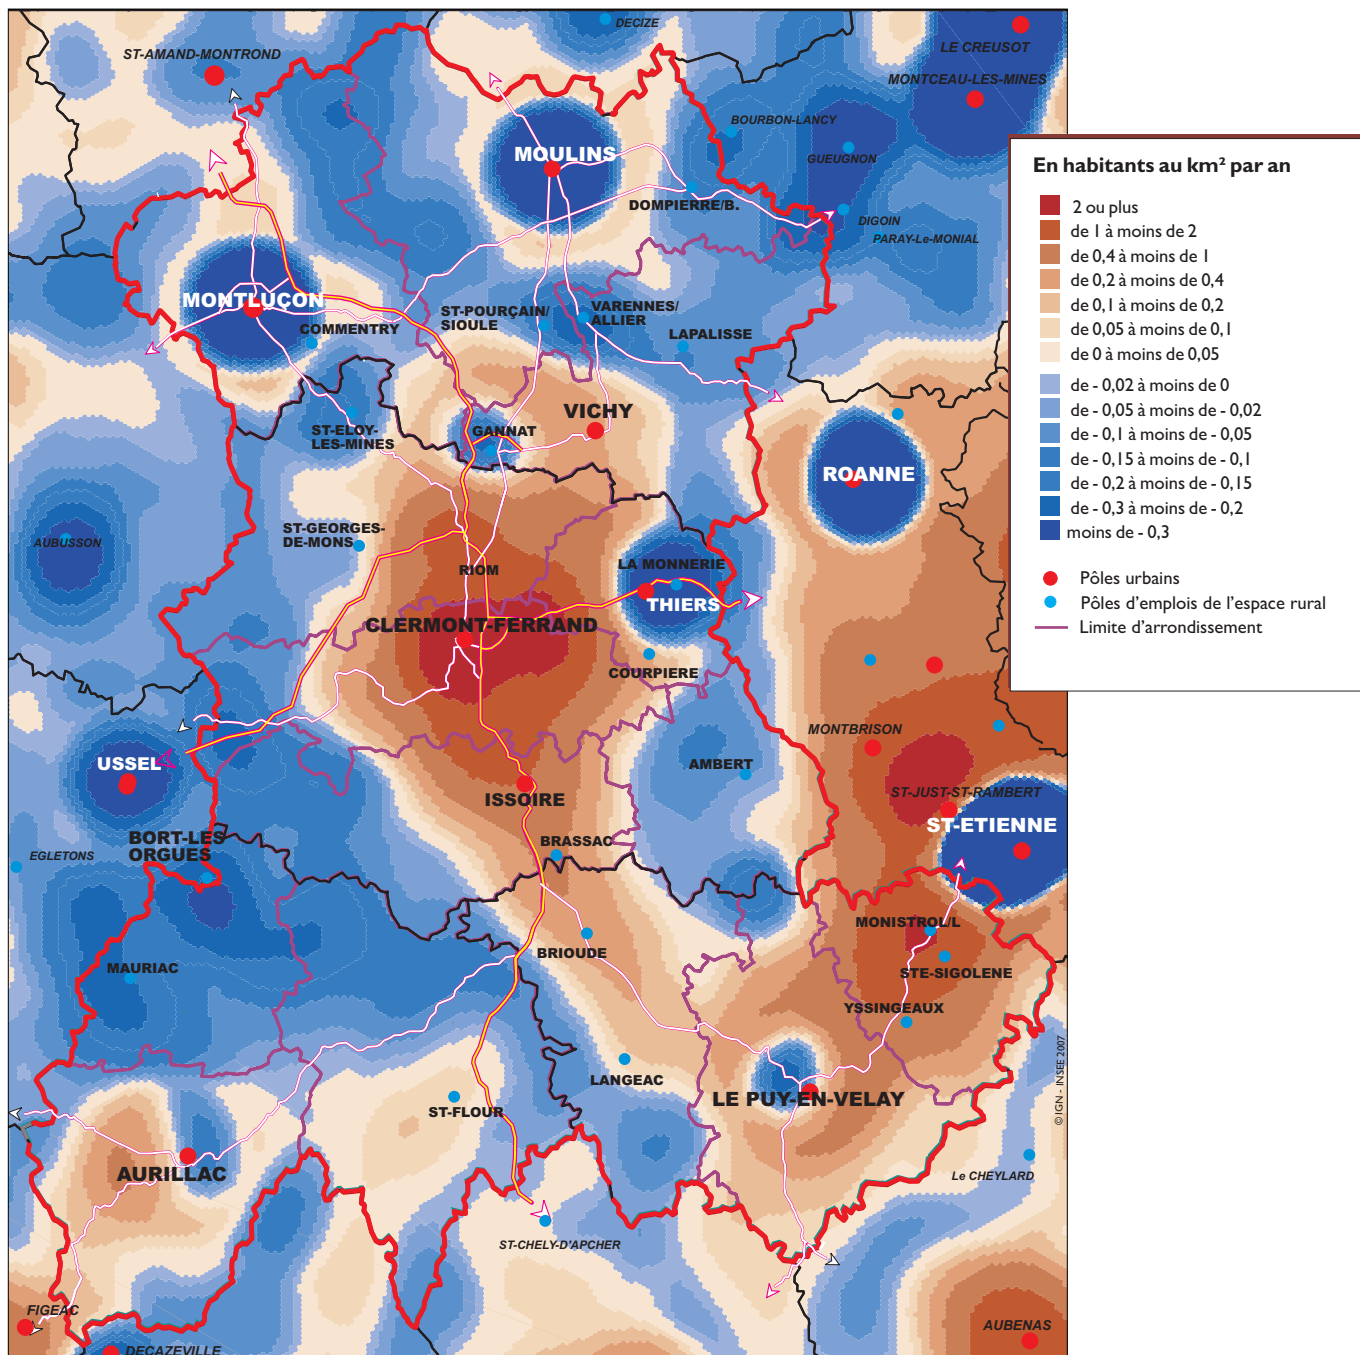 DECIZE
ST-AMAND-MONTROND
LE CREUSOT
MONTCEAU-LES-MINES
BOURBON-LANCY
GUEUGNON
MOULINS
DOMPIERRE/B.
DIGOIN
PARAY-Le-MONIAL
MONTLUÇON
COMMENTRY
ST-POURÇAIN/
SIOULE
VARENNES/
ALLIER
LAPALISSE
VICHY
GANNAT
ST-ELOY-
LES-MINES
ROANNE
AUBUSSON
ST-GEORGES-
DE-MONS
RIOM
LA MONNERIE
THIERS
CLERMONT-FERRAND
COURPIERE
MONTBRISON
USSEL
AMBERT
ISSOIRE
ST-JUST-ST-RAMBERT
ST-ETIENNE
BORT-LES
ORGUES
EGLETONS
BRASSAC
MONISTROL/L
BRIOUDE
STE-SIGOLENE
MAURIAC
YSSINGEAUX
LANGEAC
LE PUY-EN-VELAY
ST-FLOUR
AURILLAC
Le CHEYLARD
ST-CHELY-D'APCHER
FIGEAC
AUBENAS
DECAZEVILLE
© IGN - INSEE 2007
En habitants au km² par an
2 ou plus
de 1 à moins de 2
de 0,4 à moins de 1
de 0,2 à moins de 0,4
de 0,1 à moins de 0,2
de 0,05 à moins de 0,1
de 0 à moins de 0,05
de - 0,02 à moins de 0
de - 0,05 à moins de - 0,02
de - 0,1 à moins de - 0,05
de - 0,15 à moins de - 0,1
de - 0,2 à moins de - 0,15
de - 0,3 à moins de - 0,2
moins de - 0,3
Pôles urbains
Pôles d'emplois de l'espace rural
Limite d'arrondissement